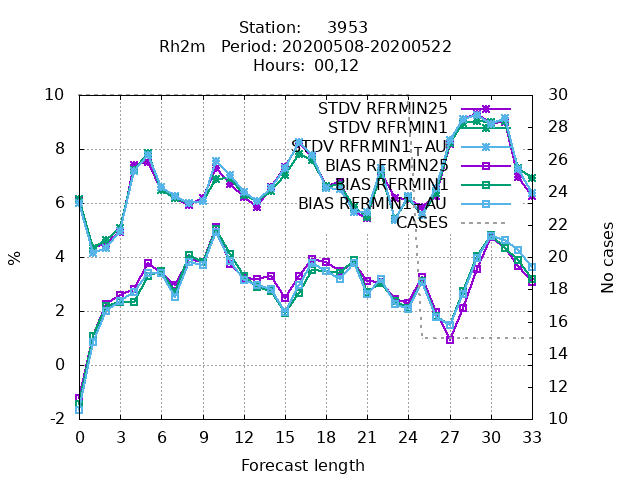 Station:     3953
Rh2m   Period: 20200508-20200522
Hours:  00,12
STDV RFRMIN25
STDV RFRMIN1
STDV RFRMIN1_AU
BIAS RFRMIN25
BIAS RFRMIN1
BIAS RFRMIN1_AU
CASES
10
8
6
4
2
0
-2
%
30
28
26
24
22
20
18
16
14
12
10
No cases
0 3 6 9 12 15 18 21 24 27 30 33
Forecast length